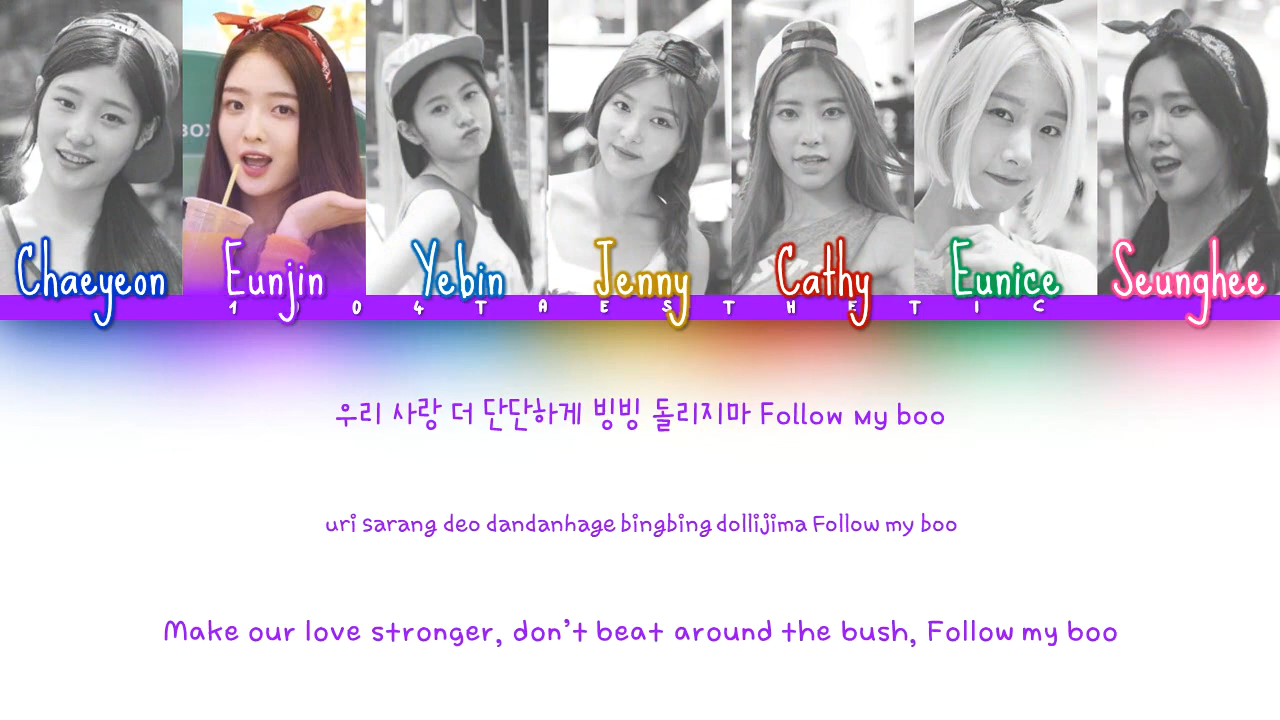 Chaeyeon Eunjin Yebin Jenny Cathy Eunice Seunghee
1 0 4 T A E S T H E T I C
우리 사랑 더 단단하게 빙빙 돌리지마 Follow My boo
uri sarang deo dandanhage bingbing dollijima Follow my boo
Make our love stronger, don't beat around the bush, Follow my boo